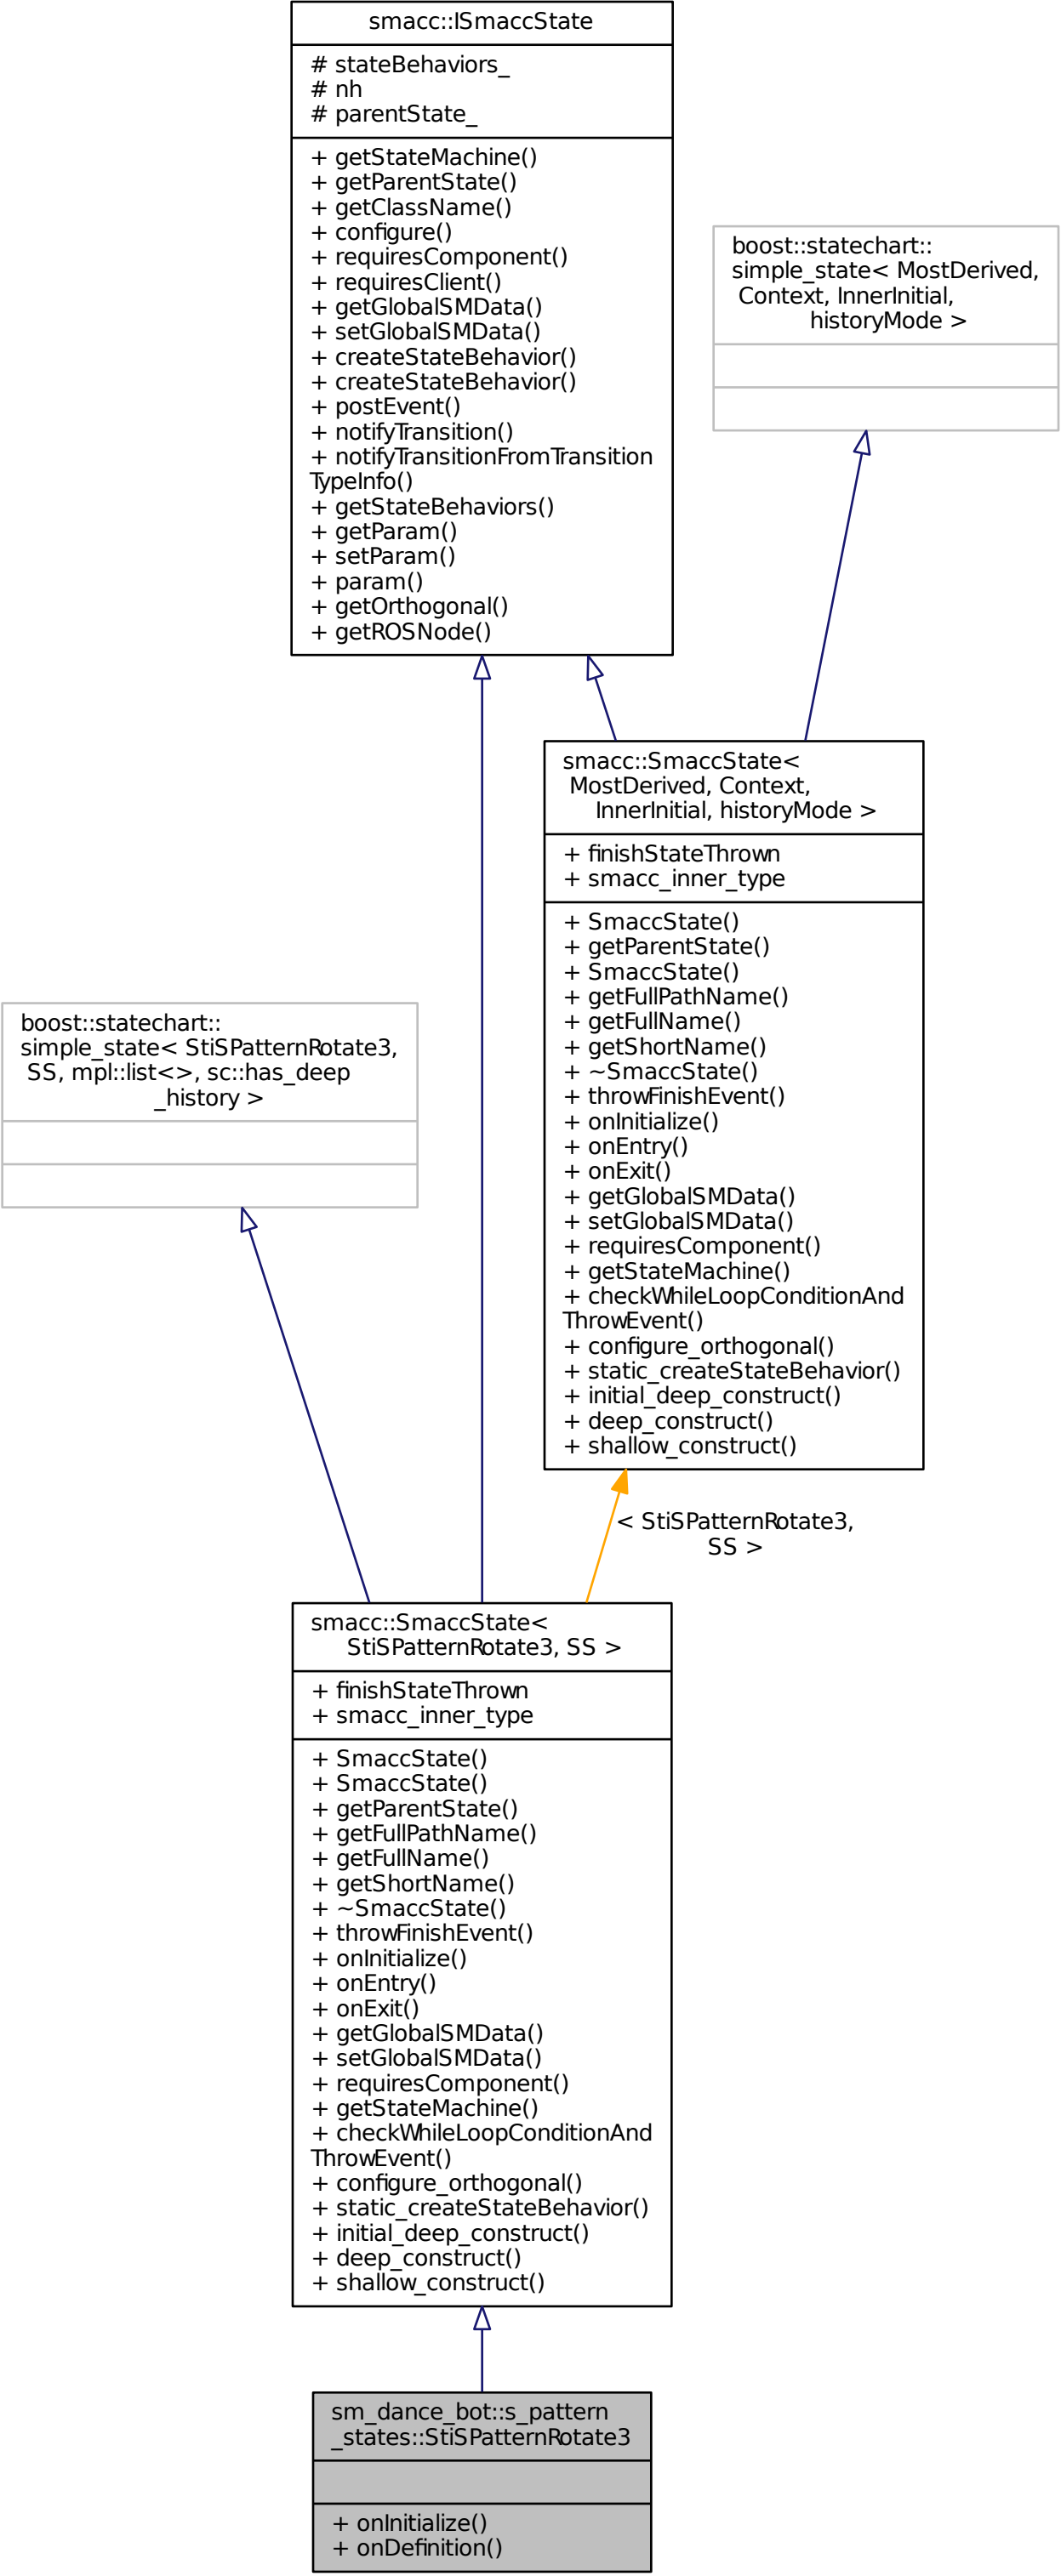 smacc::ISmaccState
# stateBehaviors_
# nh
# parentState_
+ getStateMachine()
+ getParentState()
+ getClassName()
+ configure()
+ requiresComponent()
+ requiresClient()
+ getGlobalSMData()
+ setGlobalSMData()
+ createStateBehavior()
+ createStateBehavior()
+ postEvent()
+ notifyTransition()
+ notifyTransitionFromTransition
TypeInfo()
+ getStateBehaviors()
+ getParam()
+ setParam()
+ param()
+ getOrthogonal()
+ getROSNode()
boost::statechart::
simple_state< MostDerived,
Context, InnerInitial,
historyMode >
smacc::SmaccState<
MostDerived, Context,
InnerInitial, historyMode >
+ finishStateThrown
+ smacc_inner_type
+ SmaccState()
+ getParentState()
+ SmaccState()
+ getFullPathName()
+ getFullName()
+ getShortName()
+ ~SmaccState()
+ throwFinishEvent()
+ onInitialize()
+ onEntry()
+ onExit()
+ getGlobalSMData()
+ setGlobalSMData()
+ requiresComponent()
+ getStateMachine()
+ checkWhileLoopConditionAnd
ThrowEvent()
+ configure_orthogonal()
+ static_createStateBehavior()
+ initial_deep_construct()
+ deep_construct()
+ shallow_construct()
boost::statechart::
simple_state< StiSPatternRotate3,
SS, mpl::list<>, sc::has_deep
_history >
< StiSPatternRotate3,
SS >
smacc::SmaccState<
StiSPatternRotate3, SS >
+ finishStateThrown
+ smacc_inner_type
+ SmaccState()
+ SmaccState()
+ getParentState()
+ getFullPathName()
+ getFullName()
+ getShortName()
+ ~SmaccState()
+ throwFinishEvent()
+ onInitialize()
+ onEntry()
+ onExit()
+ getGlobalSMData()
+ setGlobalSMData()
+ requiresComponent()
+ getStateMachine()
+ checkWhileLoopConditionAnd
ThrowEvent()
+ configure_orthogonal()
+ static_createStateBehavior()
+ initial_deep_construct()
+ deep_construct()
+ shallow_construct()
sm_dance_bot::s_pattern
_states::StiSPatternRotate3
+ onInitialize()
+ onDefinition()